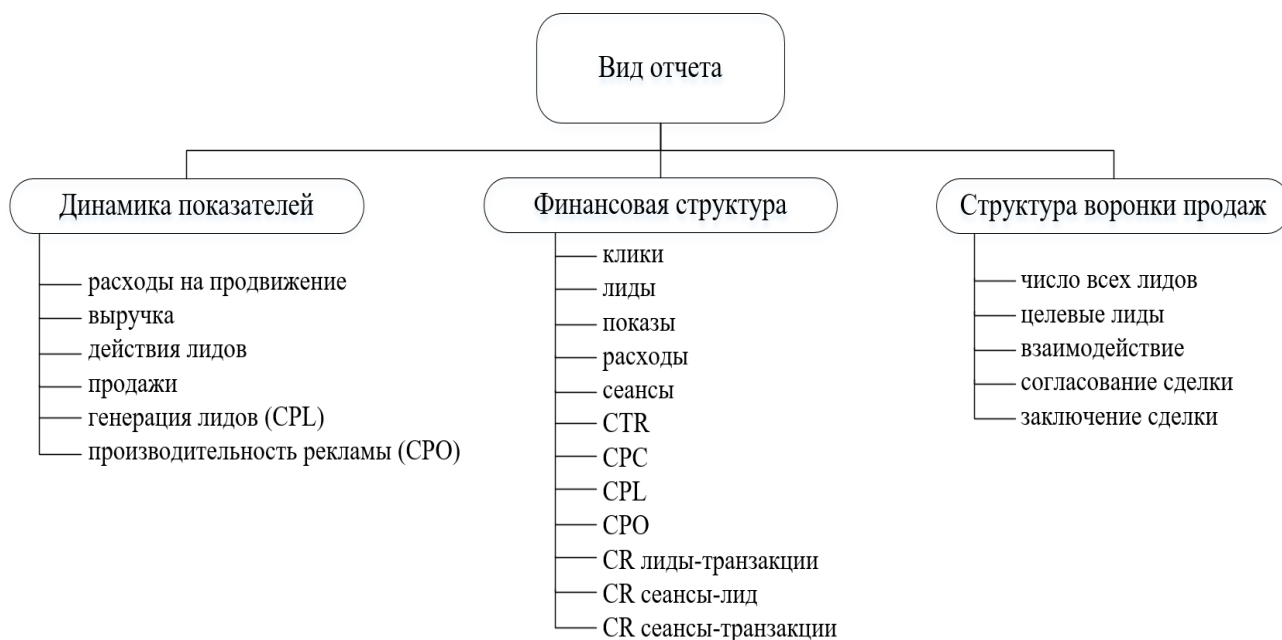 Вид отчета
Динамика показателей
расходы на продвижение
выручка
действия лидов
продажи
генерация лидов (CPL)
производительность рекламы (CPO)
Финансовая структура
клики
лиды
показы
расходы
сеансы
CTR
CPC
CPL
CPO
CR лиды-транзакции
CR сеансы-лид
CR сеансы-транзакции
Структура воронки продаж
число всех лидов
целевые лиды
взаимодействие
согласование сделки
заключение сделки